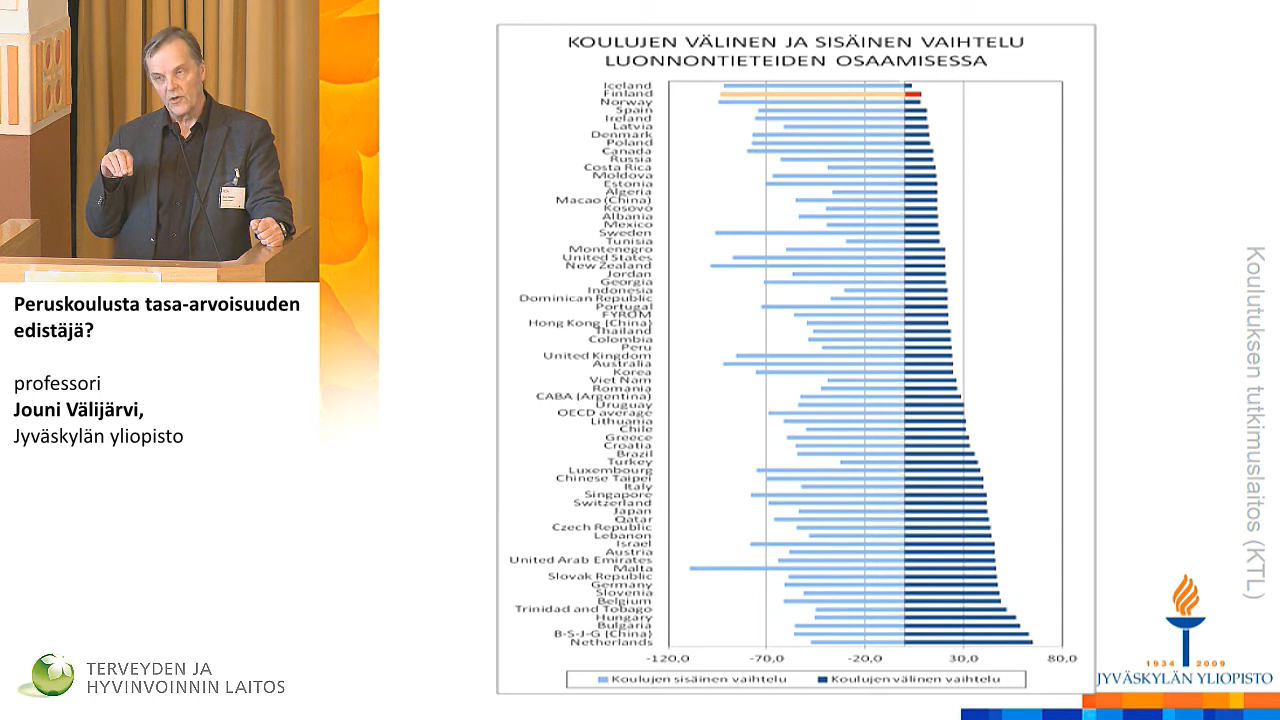 Peruskoulusta tasa-arvoisuuden
edistäjä?
professori
Jouni Välijärvi,
Jyväskylän yliopisto
TERVEYDEN JA
HYVINVOINNIN LAITOS
KOULUJEN VÄLINEN JA SISÄINEN VAIHTELU
LUONNONTIETEIDEN OSAAMISESSA
Iceland
Finland
Norway
Spain
Ireland
Latvia
Denmark
Poland
Canada
Russia
Costa Rica
Moldova
Estonia
Algeria
Macao (China)
Kosovo
Albania
Mexico
Sweden
Tunisia
Montenegro
United States
New Zealand
Jordan
Georgia
Indonesia
Dominican Republic
Portugal
FYROM
Hong Kong (China)
Thailand
Colombia
Peru
United Kingdom
Australia
Korea
Viet Nam
Romania
CABA (Argentina)
Uruguay
OECD average
Lithuania
Chile
Greece
Croatia
Brazil
Turkey
Luxembourg
Chinese Taipei
Italy
Singapore
Switzerland
Japan
Qatar
Czech Republic
Lebanon
Israel
Austria
United Arab Emirates
Malta
Slovak Republic
Germany
Slovenia
Belgium
Trinidad and Tobago
Hungary
Bulgaria
B-S-J-G (China)
Netherlands
-120,0 -70,0 -20,0 30,0 80,0
Koulujen sisäinen vaihtelu Koulujen välinen vaihtelu
Koulutuksen tutkimuslaitos (KTL)
1934 2009
JYVÄSKYLÄN YLIOPISTO